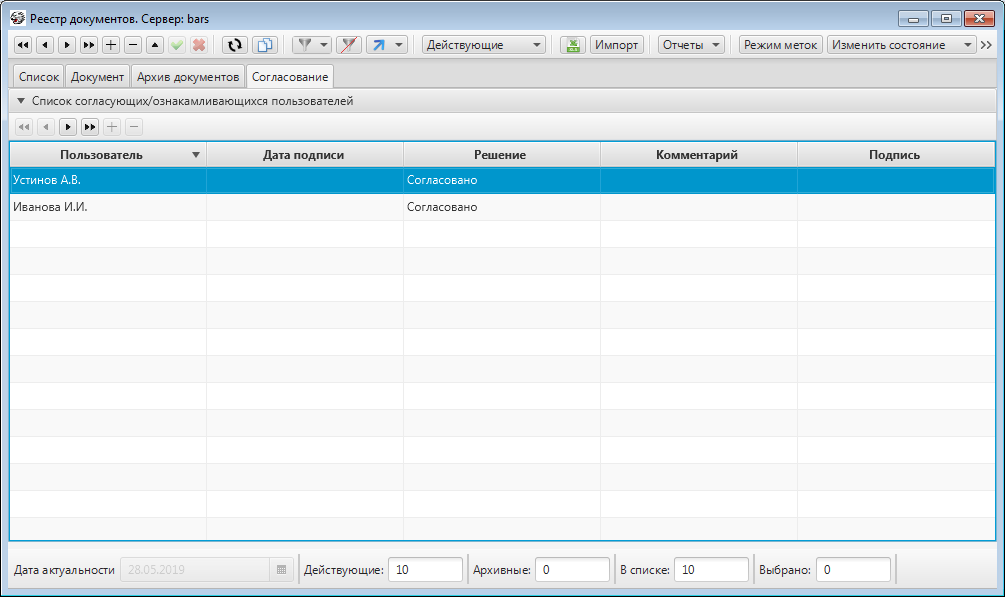 Реестр документов. Сервер: bars
Действующие Импорт Отчеты Режим меток Изменить состояние
Список Документ Архив документов Согласование
Список согласующих/ознакамливающихся пользователей
Пользователь Дата подписи Решение Комментарий Подпись
Устинов А.В. Согласовано
Иванова И.И. Согласовано
Дата актуальности 28.05.2019 Действующие: 10 Архивные: 0 В списке: 10 Выбрано: 0